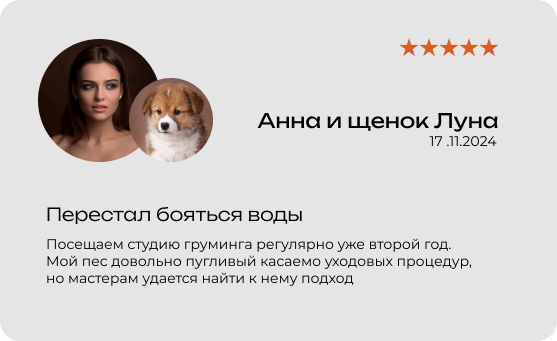 Анна и щенок Луна
17 .11.2024
Перестал бояться воды
Посещаем студию груминга регулярно уже второй год.
Мой пес довольно пугливый касаемо уходовых процедур,
но мастерам удается найти к нему подход